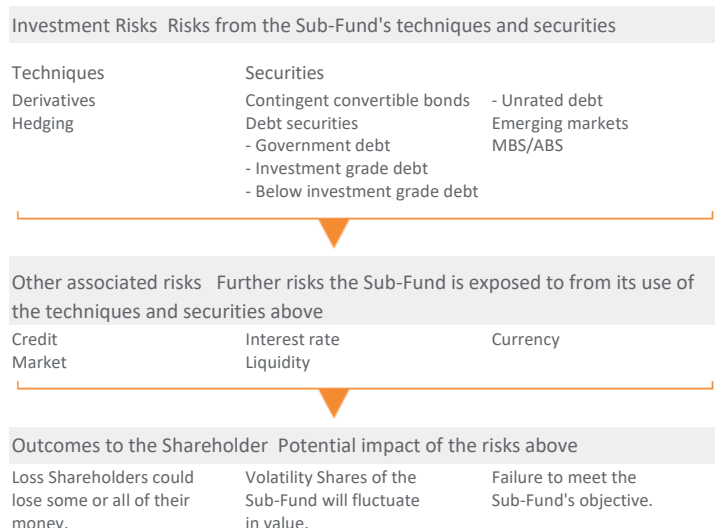 Investment Risks Risks from the Sub-Fund's techniques and securities
Techniques
Derivatives
Hedging
Securities
Contingent convertible bonds
Debt securities
- Government debt
- Investment grade debt
- Below investment grade debt
- Unrated debt
Emerging markets
MBS/ABS
Other associated risks Further risks the Sub-Fund is exposed to from its use of
the techniques and securities above
Credit
Market
Interest rate
Liquidity
Currency
Outcomes to the Shareholder Potential impact of the risks above
Loss Shareholders could
lose some or all of their
money.
Volatility Shares of the
Sub-Fund will fluctuate
in value.
Failure to meet the
Sub-Fund's objective.